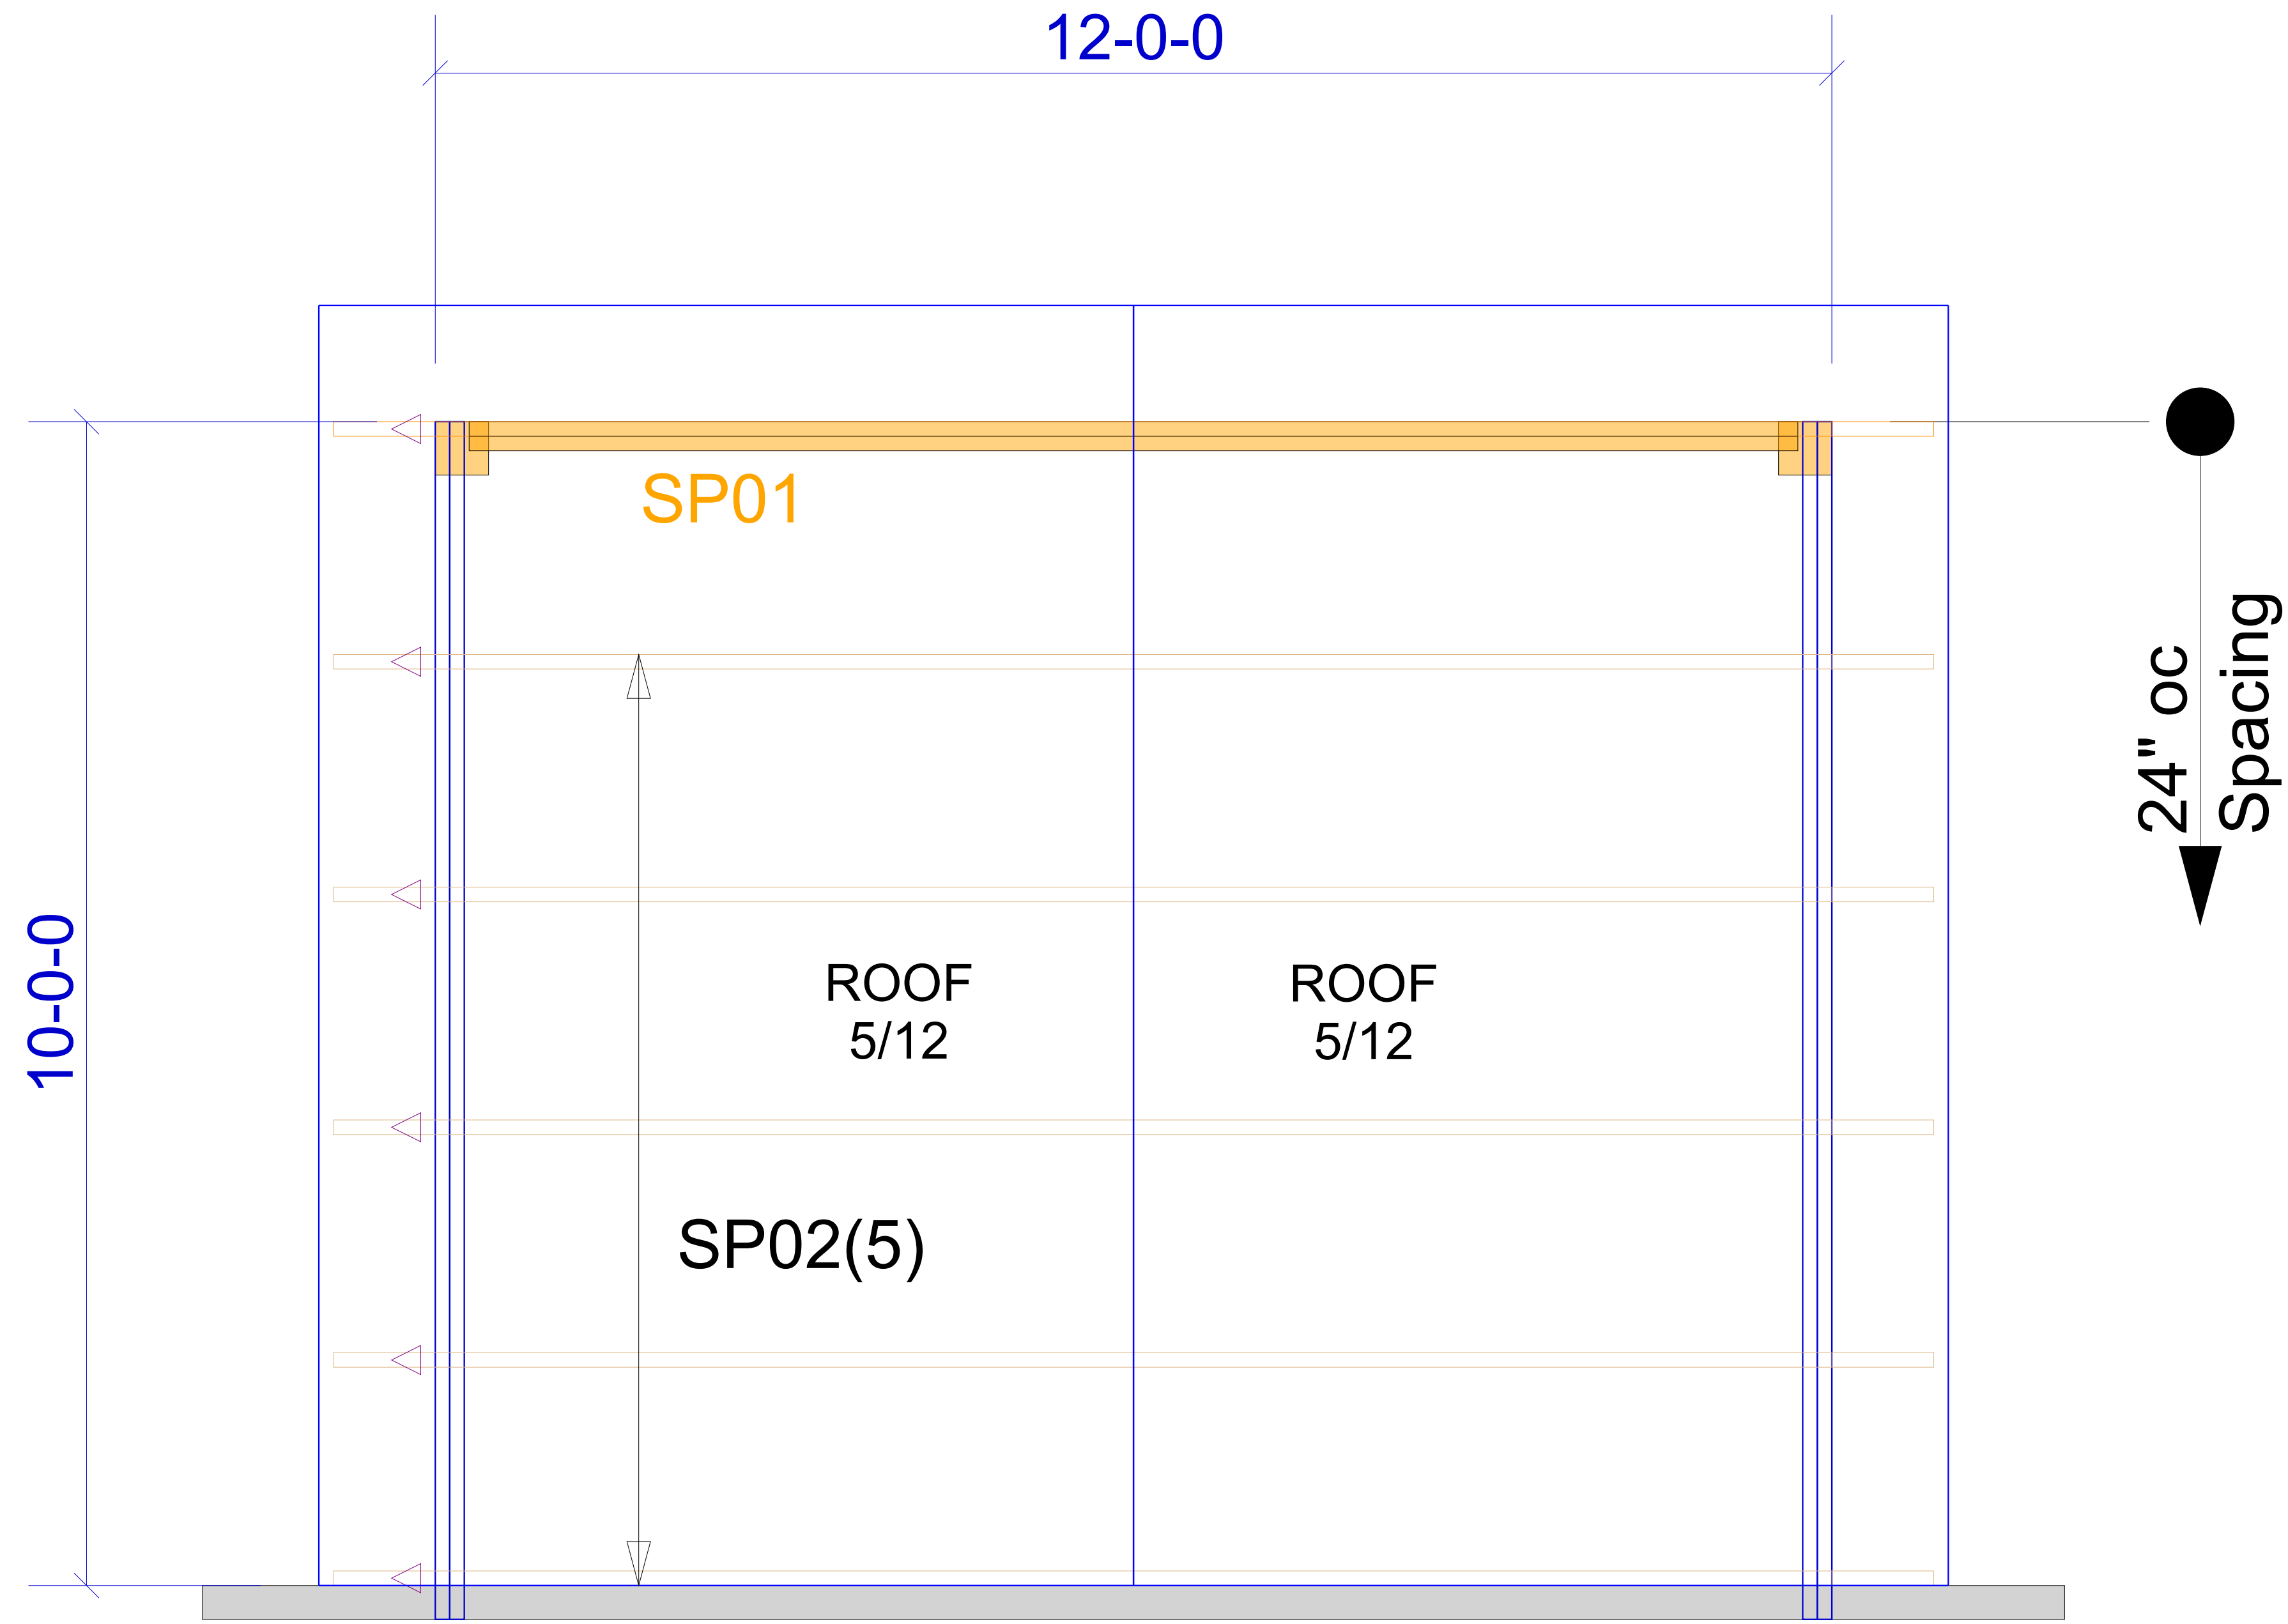 12-0-0
SP01
24" oc
Spacing
10-0-0
ROOF
5/12
ROOF
5/12
SP02(5)